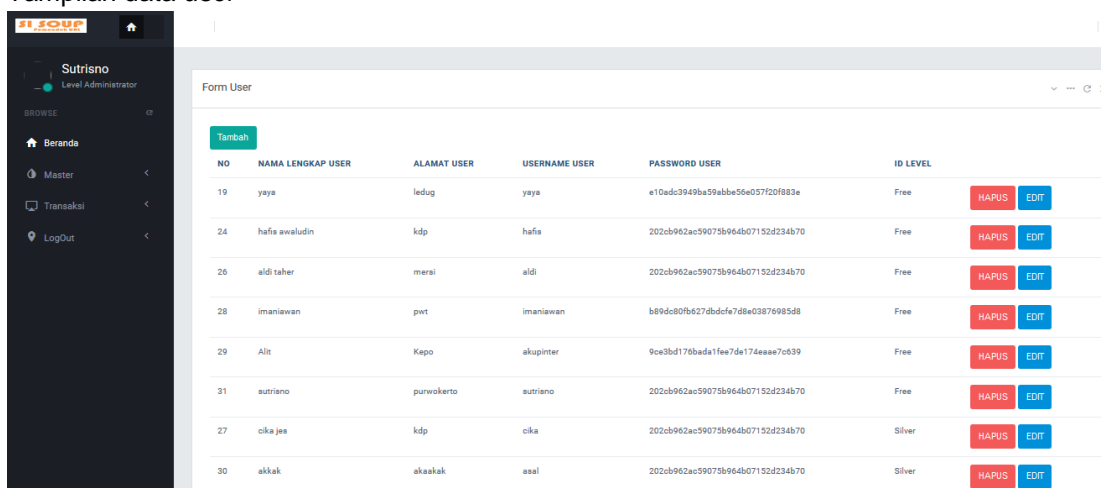 Tampilan data user
SI SOUP
Sutrisno
Level Administrator
BROWSE
Beranda
Master
Transaksi
LogOut
Form User
Tambah
NO NAMA LENGKAP USER ALAMAT USER USERNAME USER PASSWORD USER ID LEVEL
19 yaya ledug yaya e10adc3949ba59abbe56e057f20f883e Free HAPUS EDIT
24 hafis awaludin kdp hafis 202cb962ac59075b964b07152d234b70 Free HAPUS EDIT
26 aldi taher mersi aldi 202cb962ac59075b964b07152d234b70 Free HAPUS EDIT
28 imaniawan pwt imaniawan b89dc80fb627dbdcfe7d8e03876985d8 Free HAPUS EDIT
29 Alit Kepo akupinter 9ce3bd176bada1fee7de174eaae7c639 Free HAPUS EDIT
31 sutrisno purwokerto sutrisno 202cb962ac59075b964b07152d234b70 Free HAPUS EDIT
27 cika jes kdp cika 202cb962ac59075b964b07152d234b70 Silver HAPUS EDIT
30 akkak akaakak asal 202cb962ac59075b964b07152d234b70 Silver HAPUS EDIT